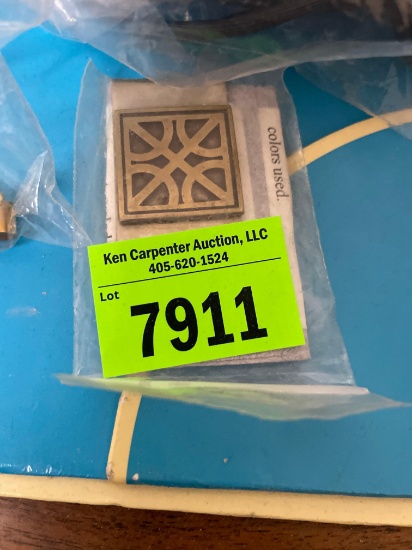 colors used.
Ken Carpenter Auction, LLC
405-620-1524
Lot
7911